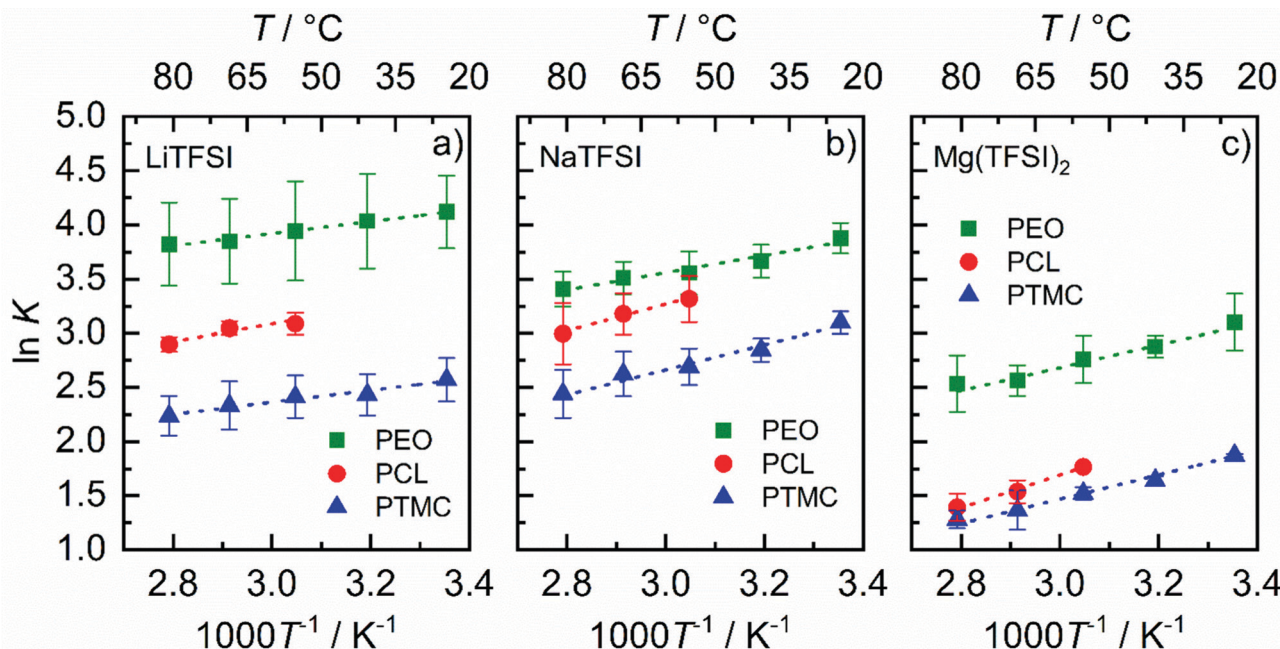 T / °C T / °C T / °C
80 65 50 35 20 80 65 50 35 20 80 65 50 35 20
5.0
4.5
4.0
3.5
3.0
2.5
2.0
1.5
1.0
ln K
LiTFSI a)
PEO
PCL
PTMC
NaTFSI b)
PEO
PCL
PTMC
Mg(TFSI)₂ c)
PEO
PCL
PTMC
2.8 3.0 3.2 3.4 2.8 3.0 3.2 3.4 2.8 3.0 3.2 3.4
1000T⁻¹ / K⁻¹ 1000T⁻¹ / K⁻¹ 1000T⁻¹ / K⁻¹